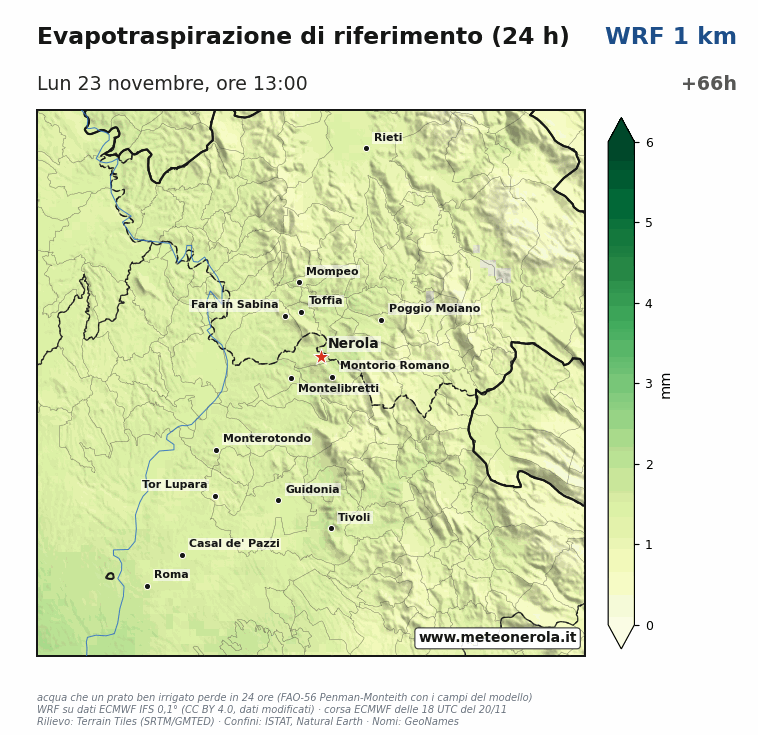 Evapotraspirazione di riferimento (24 h) WRF 1 km
Lun 23 novembre, ore 13:00 +66h
Rieti
Mompeo
Fara in Sabina
Toffia
Poggio Moiano
Nerola
Montorio Romano
Montelibretti
Monterotondo
Tor Lupara
Guidonia
Tivoli
Casal de' Pazzi
Roma
www.meteonerola.it
6
5
4
3
2
1
0
mm
acqua che un prato ben irrigato perde in 24 ore (FAO-56 Penman-Monteith con i campi del modello)
WRF su dati ECMWF IFS 0,1° (CC BY 4.0, dati modificati) · corsa ECMWF delle 18 UTC del 20/11
Rilievo: Terrain Tiles (SRTM/GMTED) · Confini: ISTAT, Natural Earth · Nomi: GeoNames